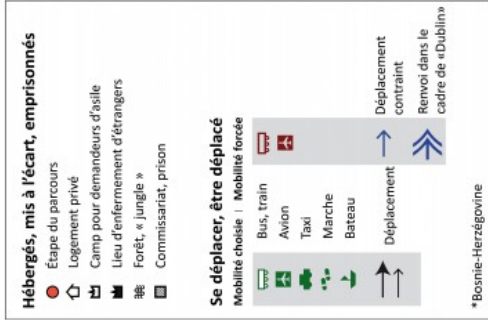 Hébergés, mis à l'écart, emprisonnés
Étape du parcours
Logement privé
Camp pour demandeurs d'asile
Lieu d'enfermement d'étrangers
Forêt, « jungle »
Commissariat, prison
Se déplacer, être déplacé
Mobilité choisie | Mobilité forcée
Bus, train
Avion
Taxi
Marche
Bateau
Déplacement
Déplacement
contraint
Renvoi dans le
cadre de «Dublin»
*Bosnie-Herzégovine